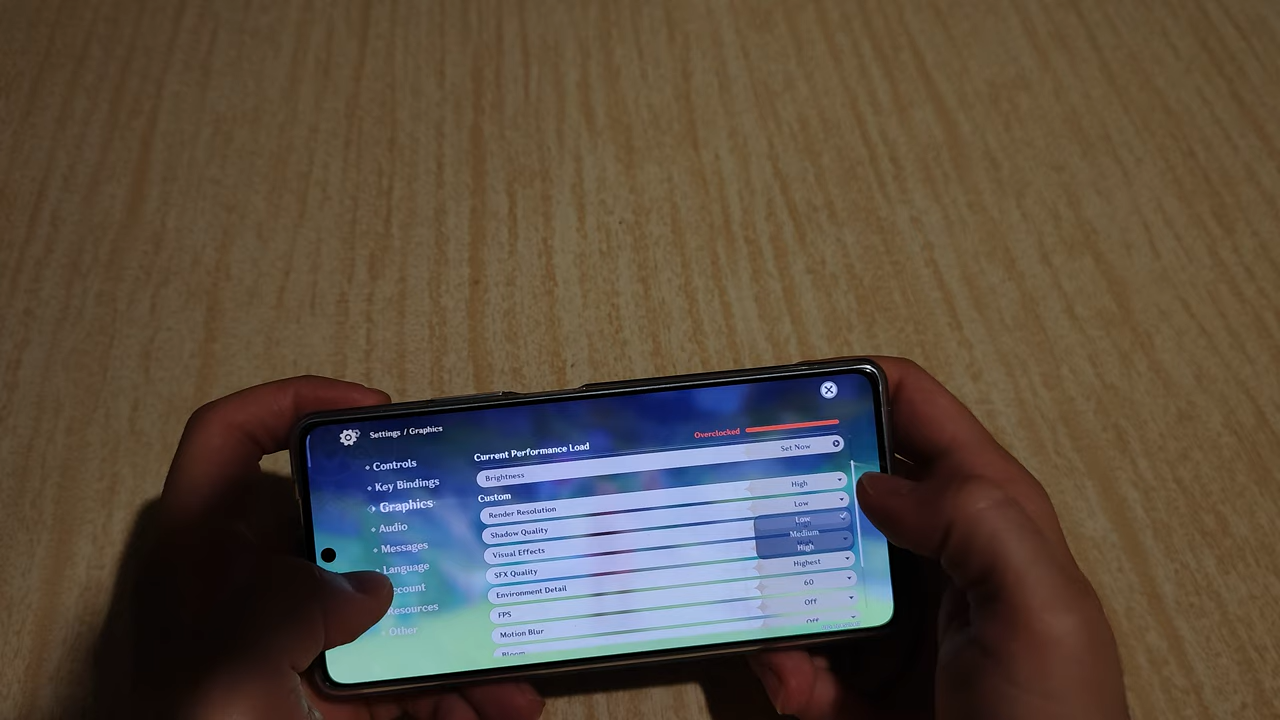 Settings / Graphics
Controls
Key Bindings
Graphics
Audio
Messages
Language
ccount
Resources
Other
Current Performance Load
Overclocked
Brightness
Set Now
Custom
Render Resolution
High
Shadow Quality
Low
Visual Effects
Low
Medium
High
SFX Quality
Environment Detail
Highest
FPS
60
Motion Blur
Off
Bloom
Off